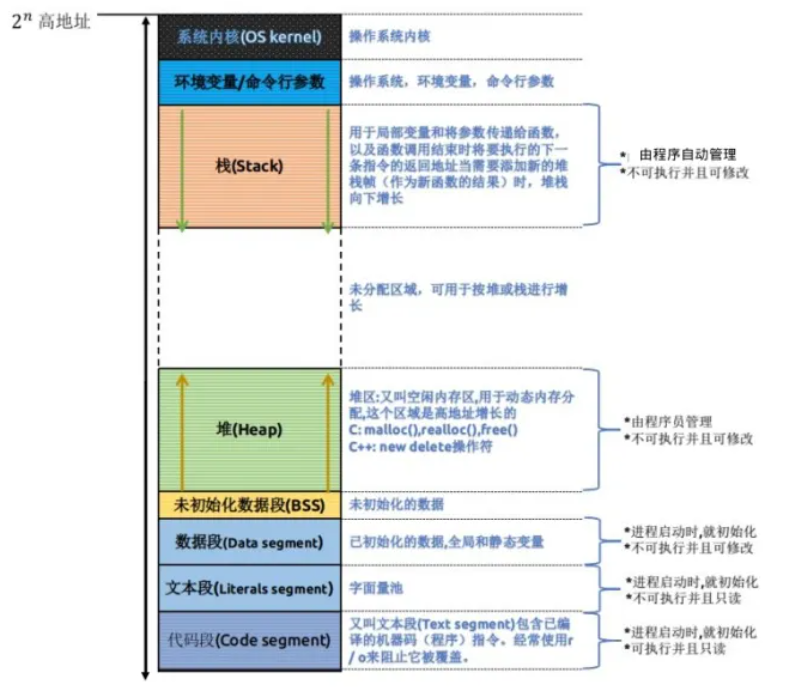 2ⁿ 高地址
系统内核(OS kernel)
操作系统内核
环境变量/命令行参数
操作系统，环境变量，命令行参数
栈(Stack)
用于局部变量和将参数传递给函数，
以及函数调用结束时将要执行的下一
条指令的返回地址当需要添加新的堆
栈帧（作为新函数的结果）时，堆栈
向下增长
* 由程序自动管理
*不可执行并且可修改
未分配区域，可用于按堆或栈进行增
长
堆(Heap)
堆区:又叫空闲内存区,用于动态内存分
配,这个区域是高地址增长的
C: malloc(),realloc(),free()
C++: new delete操作符
*由程序员管理
*不可执行并且可修改
未初始化数据段(BSS)
未初始化的数据
数据段(Data segment)
已初始化的数据,全局和静态变量
*进程启动时,就初始化
*不可执行并且可修改
文本段(Literals segment)
字面量池
*进程启动时,就初始化
*不可执行并且只读
代码段(Code segment)
又叫文本段(Text segment)包含已编
译的机器码（程序）指令。经常使用r
/ o来阻止它被覆盖。
*进程启动时,就初始化
*可执行并且只读